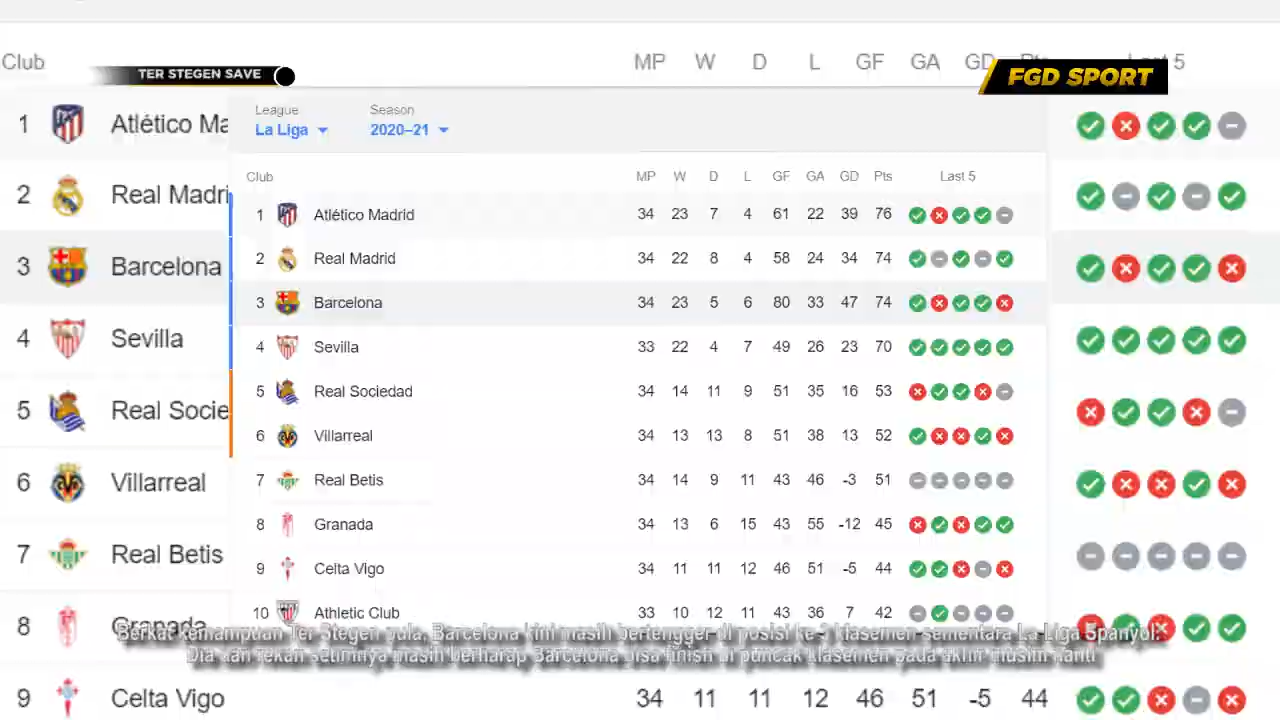 Club MP W D L GF GA GD Pts Last 5
TER STEGEN SAVE
FGD SPORT
1 Atlético Ma
2 Real Madri
3 Barcelona
4 Sevilla
5 Real Socie
6 Villarreal
7 Real Betis
8 Granada
9 Celta Vigo 34 11 11 12 46 51 -5 44
League Season
La Liga 2020–21
Club MP W D L GF GA GD Pts Last 5
1 Atlético Madrid 34 23 7 4 61 22 39 76
2 Real Madrid 34 22 8 4 58 24 34 74
3 Barcelona 34 23 5 6 80 33 47 74
4 Sevilla 33 22 4 7 49 26 23 70
5 Real Sociedad 34 14 11 9 51 35 16 53
6 Villarreal 34 13 13 8 51 38 13 52
7 Real Betis 34 14 9 11 43 46 -3 51
8 Granada 34 13 6 15 43 55 -12 45
9 Celta Vigo 34 11 11 12 46 51 -5 44
10 Athletic Club 33 10 12 11 43 36 7 42
Berkat kemampuan Ter Stegen pula, Barcelona kini masih bertengger di posisi ke-3 klasemen sementara La Liga Spanyol.
Dia dan rekan setimnya masih berharap Barcelona bisa finish di puncak klasemen pada akhir musim nanti